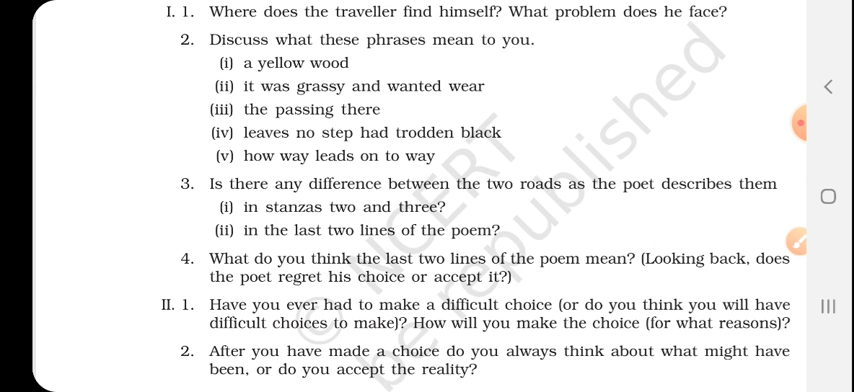 I. 1. Where does the traveller find himself? What problem does he face?
2. Discuss what these phrases mean to you.
(i) a yellow wood
(ii) it was grassy and wanted wear
(iii) the passing there
(iv) leaves no step had trodden black
(v) how way leads on to way
3. Is there any difference between the two roads as the poet describes them
(i) in stanzas two and three?
(ii) in the last two lines of the poem?
4. What do you think the last two lines of the poem mean? (Looking back, does
the poet regret his choice or accept it?)
II. 1. Have you ever had to make a difficult choice (or do you think you will have
difficult choices to make)? How will you make the choice (for what reasons)?
2. After you have made a choice do you always think about what might have
been, or do you accept the reality?
© NCERT
be republished